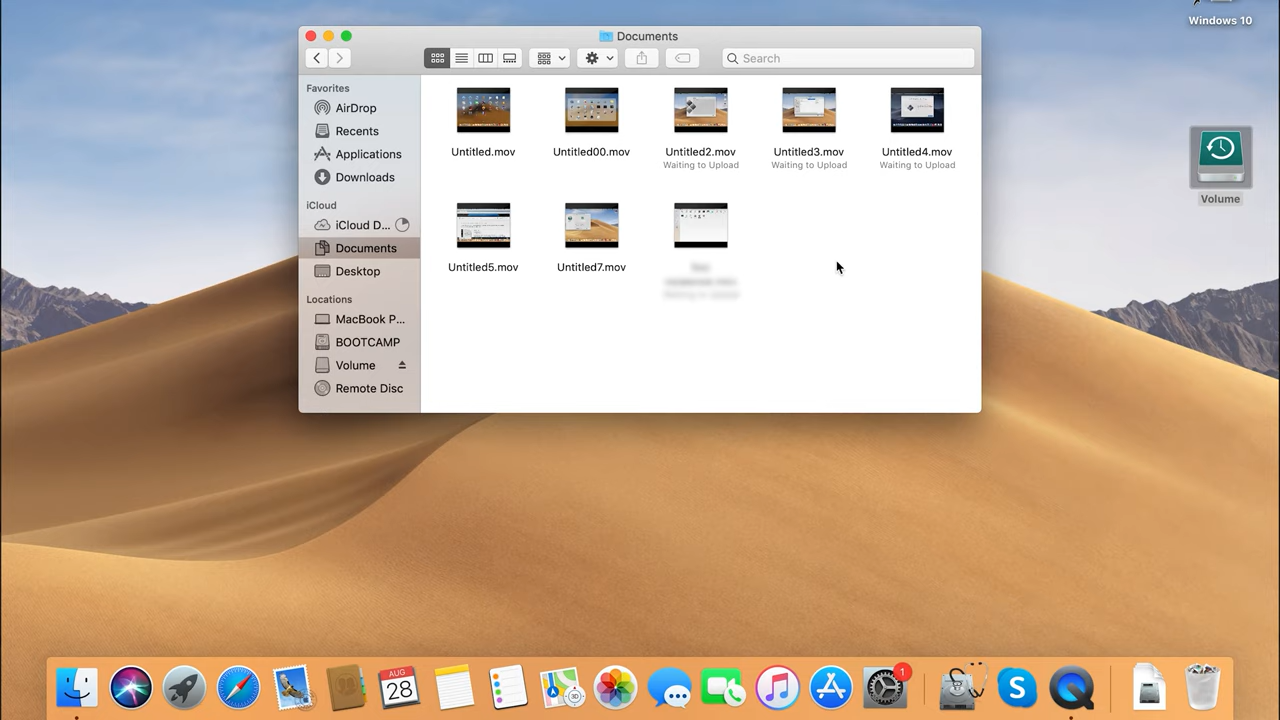 Windows 10
Documents
Search
Favorites
AirDrop
Recents
Applications
Downloads
iCloud
iCloud D...
Documents
Desktop
Locations
MacBook P...
BOOTCAMP
Volume
Remote Disc
Untitled.mov
Untitled00.mov
Untitled2.mov
Waiting to Upload
Untitled3.mov
Waiting to Upload
Untitled4.mov
Waiting to Upload
Untitled5.mov
Untitled7.mov
Volume
AUG
28
3D
1
S